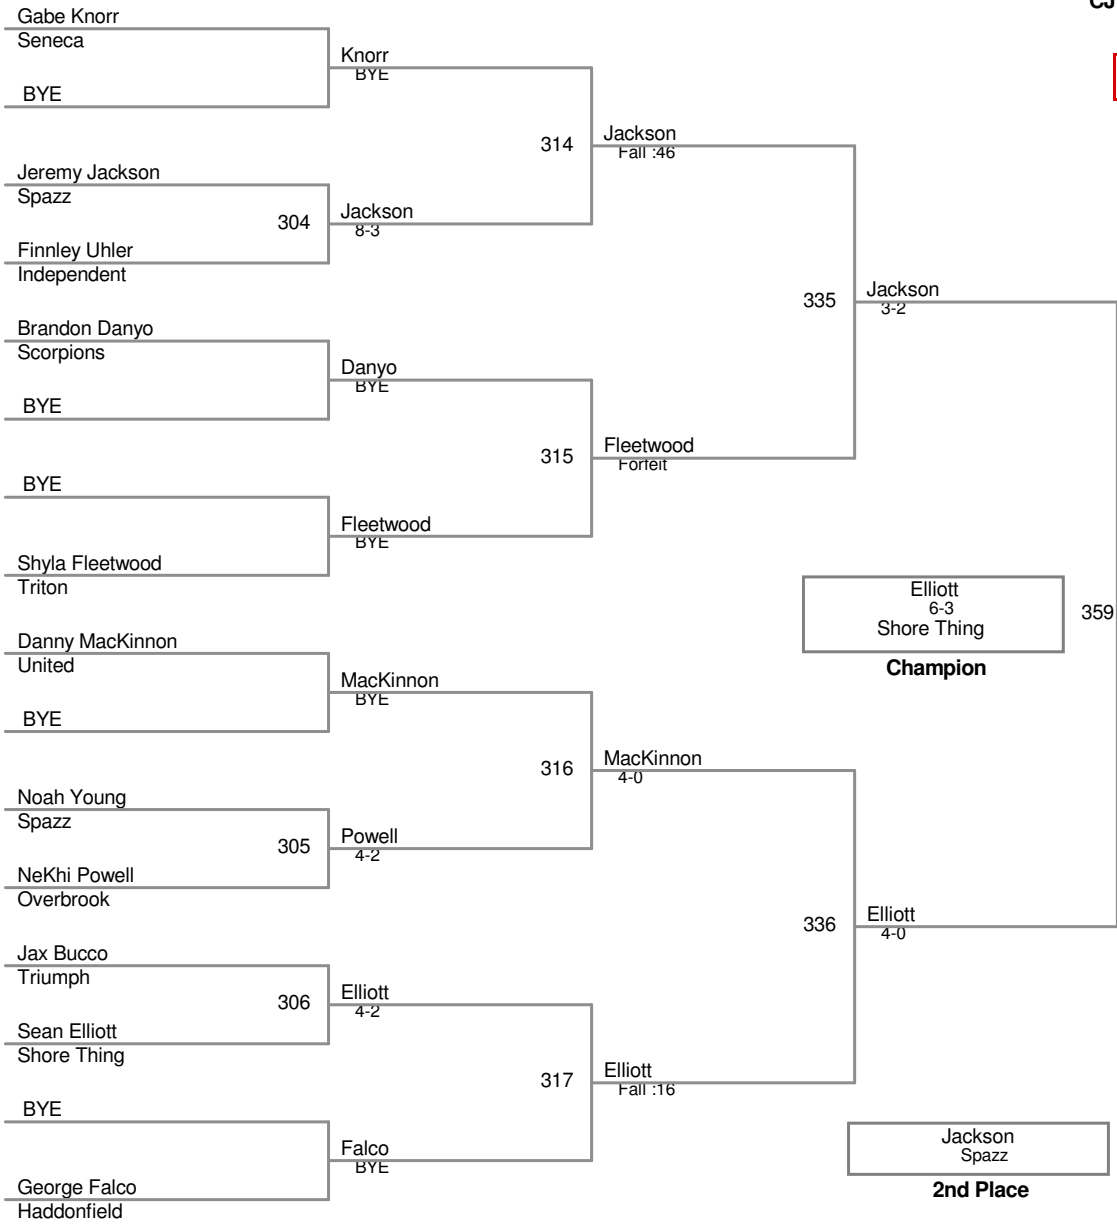 CJ
Gabe Knorr
Seneca
Knorr
BYE
BYE
314
Jackson
Fall :46
Jeremy Jackson
Spazz
304
Jackson
8-3
Finnley Uhler
Independent
335
Jackson
3-2
Brandon Danyo
Scorpions
Danyo
BYE
BYE
315
Fleetwood
Forfeit
BYE
Fleetwood
BYE
Shyla Fleetwood
Triton
Elliott
6-3
Shore Thing
359
Champion
Danny MacKinnon
United
MacKinnon
BYE
BYE
316
MacKinnon
4-0
Noah Young
Spazz
305
Powell
4-2
NeKhi Powell
Overbrook
336
Elliott
4-0
Jax Bucco
Triumph
306
Elliott
4-2
Sean Elliott
Shore Thing
317
Elliott
Fall :16
BYE
Falco
BYE
George Falco
Haddonfield
Jackson
Spazz
2nd Place